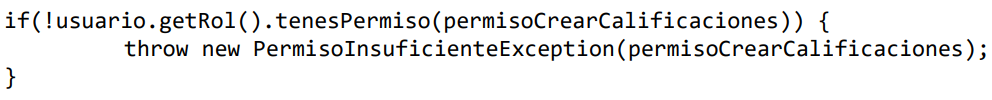 if(!usuario.getRol().tenesPermiso(permisoCrearCalificaciones)) {
        throw new PermisoInsuficienteException(permisoCrearCalificaciones);
}